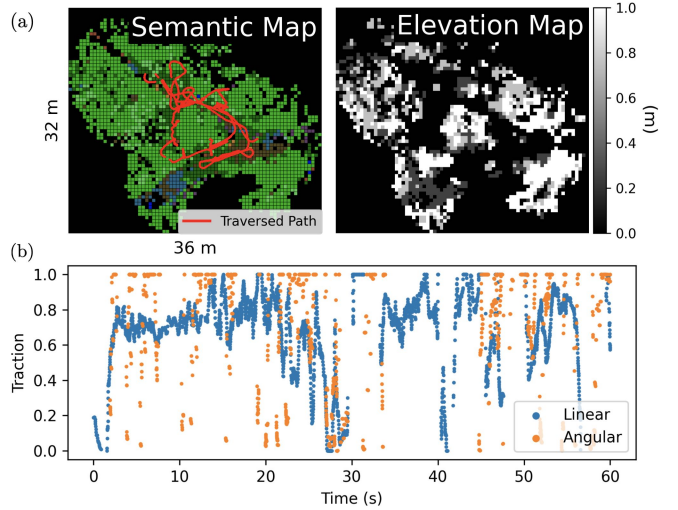 (a)
Semantic Map
Elevation Map
32 m
36 m
Traversed Path
1.0
0.8
0.6
0.4
0.2
0.0
(m)
(b)
1.0
0.8
0.6
0.4
0.2
0.0
Traction
Linear
Angular
0 10 20 30 40 50 60
Time (s)